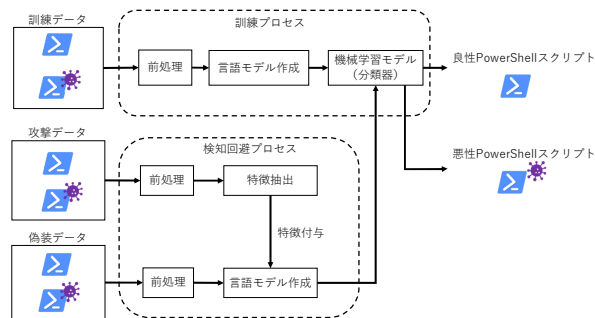 訓練データ
訓練プロセス
前処理
言語モデル作成
機械学習モデル
（分類器）
良性PowerShellスクリプト
攻撃データ
検知回避プロセス
悪性PowerShellスクリプト
前処理
特徴抽出
特徴付与
偽装データ
前処理
言語モデル作成